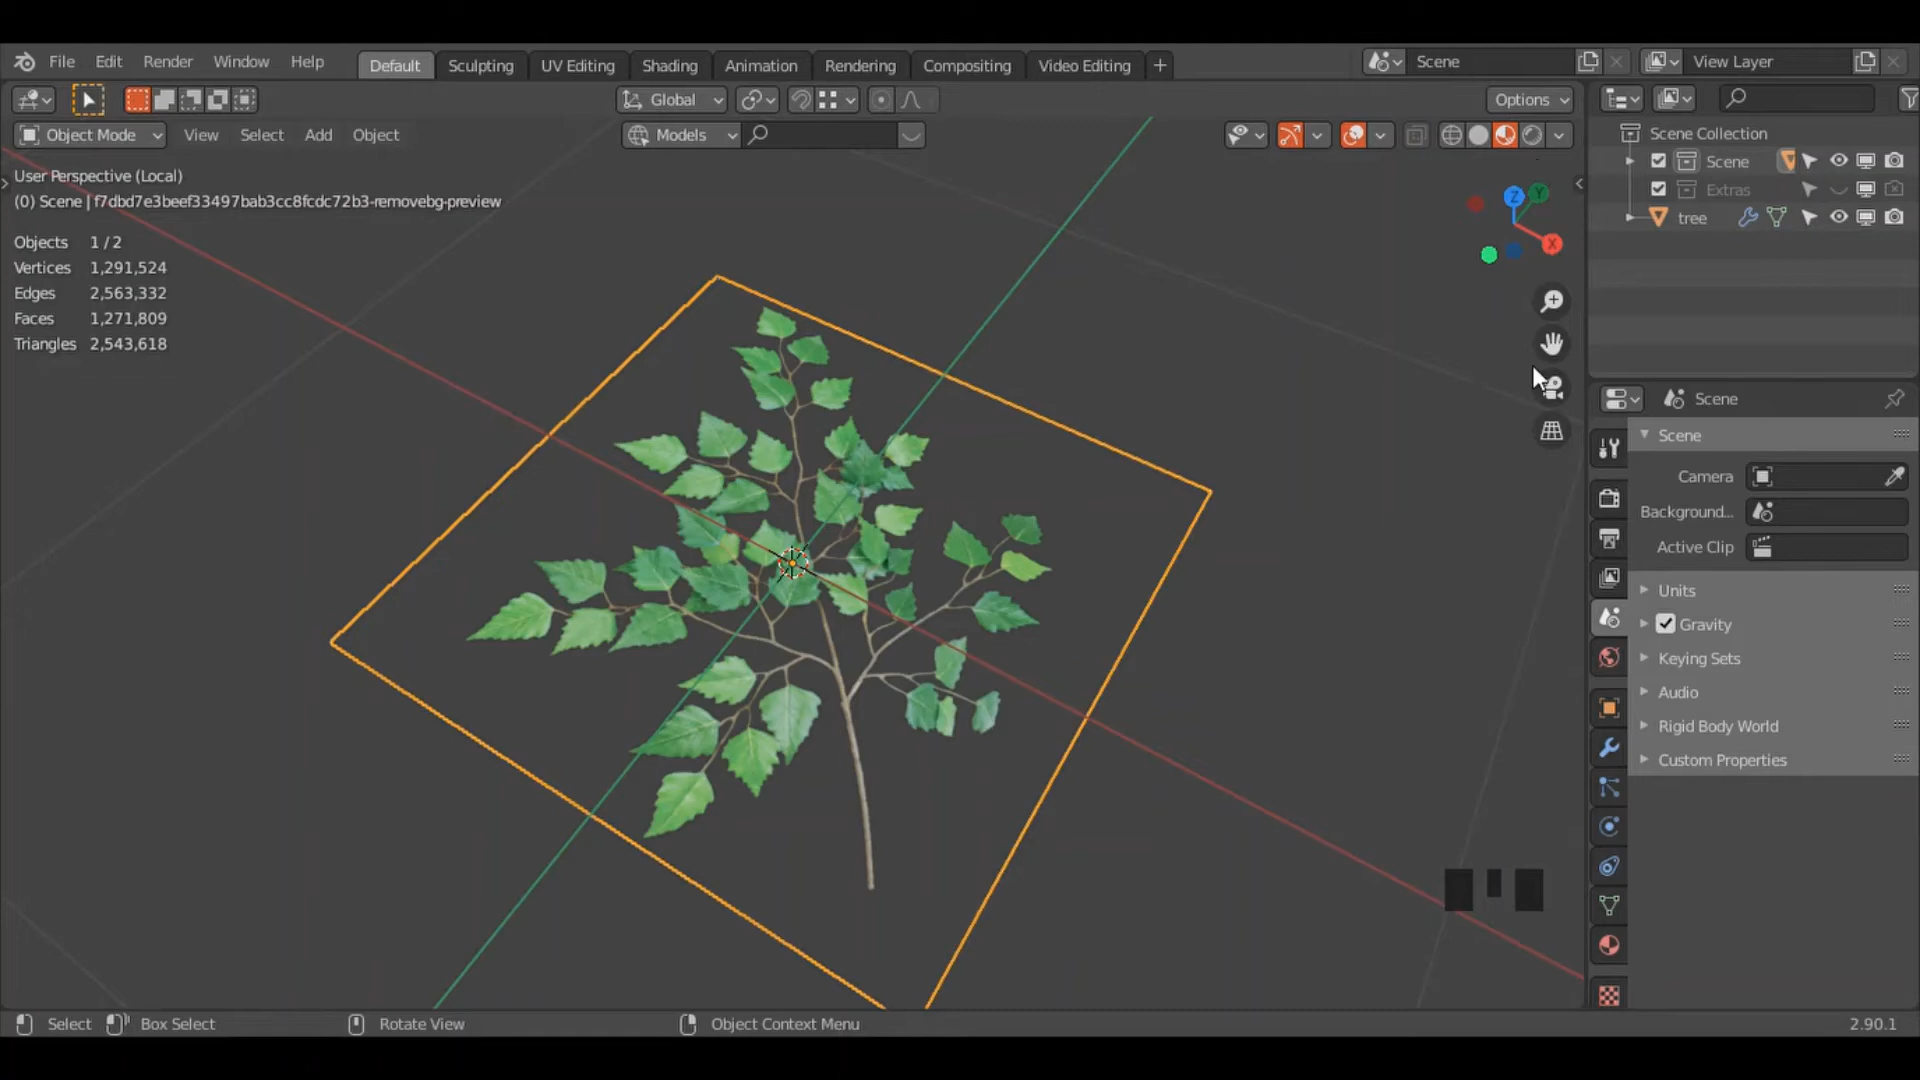 File Edit Render Window Help Default Sculpting UV Editing Shading Animation Rendering Compositing Video Editing + Scene View Layer
Global Options
Object Mode View Select Add Object Models
User Perspective (Local)
(0) Scene | f7dbd7e3beef33497bab3cc8fcdc72b3-removebg-preview
Objects 1 / 2
Vertices 1,291,524
Edges 2,563,332
Faces 1,271,809
Triangles 2,543,618
Z
Y
X
Scene Collection
Scene
Extras
tree
Scene
Scene
Camera
Background...
Active Clip
Units
Gravity
Keying Sets
Audio
Rigid Body World
Custom Properties
Select Box Select Rotate View Object Context Menu 2.90.1